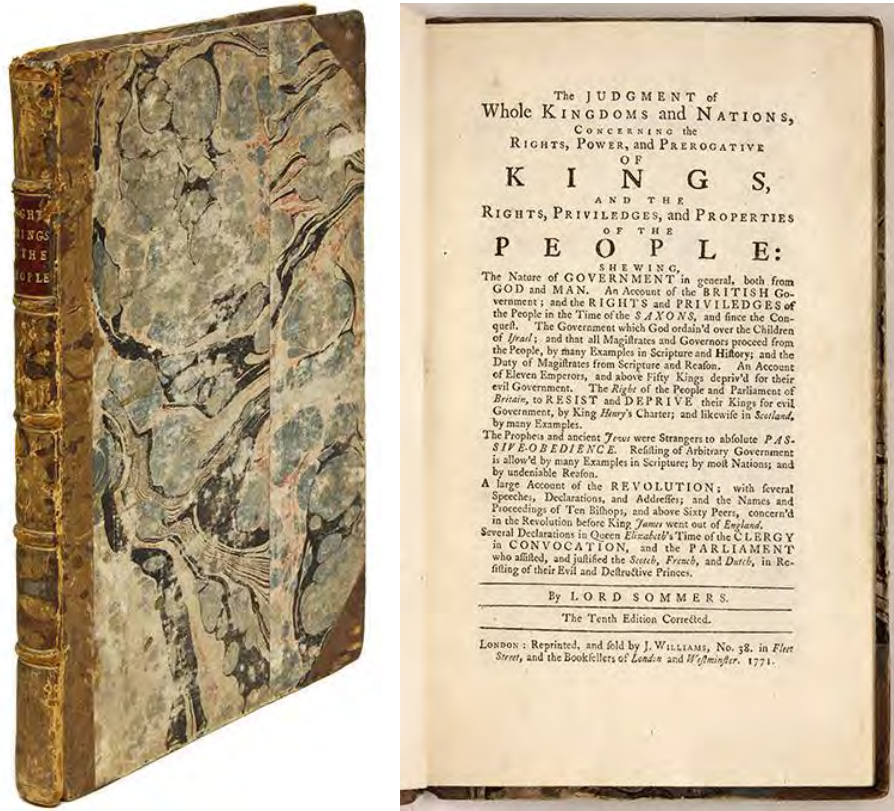 GHT
KINGS
THE
EOPLE
The JUDGMENT of
Whole KINGDOMS and NATIONS,
CONCERNING the
RIGHTS, POWER, and PREROGATIVE
OF
KINGS,
AND THE
RIGHTS, PRIVILEDGES, and PROPERTIES
OF THE
PEOPLE:
SHEWING,
The Nature of GOVERNMENT in general, both from
GOD and MAN. An Account of the BRITISH Go-
vernment; and the RIGHTS and PRIVILEDGES of
the People in the Time of the SAXONS, and ſince the Con-
queſt. The Government which God ordain'd over the Children
of Iſrael; and that all Magiſtrates and Governors proceed from
the People, by many Examples in Scripture and Hiſtory; and the
Duty of Magiſtrates from Scripture and Reaſon. An Account
of Eleven Emperors, and above Fifty Kings depriv'd for their
evil Government. The Right of the People and Parliament of
Britain, to RESIST and DEPRIVE their Kings for evil
Government, by King Henry's Charter; and likewiſe in Scotland,
by many Examples.
The Prophets and ancient Jews were Strangers to abſolute PAS-
SIVE-OBEDIENCE. Reſiſting of Arbitrary Government
is allow'd by many Examples in Scripture; by moſt Nations; and
by undeniable Reaſon.
A large Account of the REVOLUTION; with ſeveral
Speeches, Declarations, and Addreſſes; and the Names and
Proceedings of Ten Biſhops, and above Sixty Peers, concern'd
in the Revolution before King James went out of England.
Several Declarations in Queen Elizabeth's Time of the CLERGY
in CONVOCATION, and the PARLIAMENT
who aſſiſted, and juſtified the Scotch, French, and Dutch, in Re-
ſiſting of their Evil and Deſtructive Princes.
By LORD SOMMERS.
The Tenth Edition Corrected.
LONDON: Reprinted, and ſold by J. WILLIAMS, No. 38. in Fleet
Street, and the Bookſellers of London and Weſtminſter. 1771.